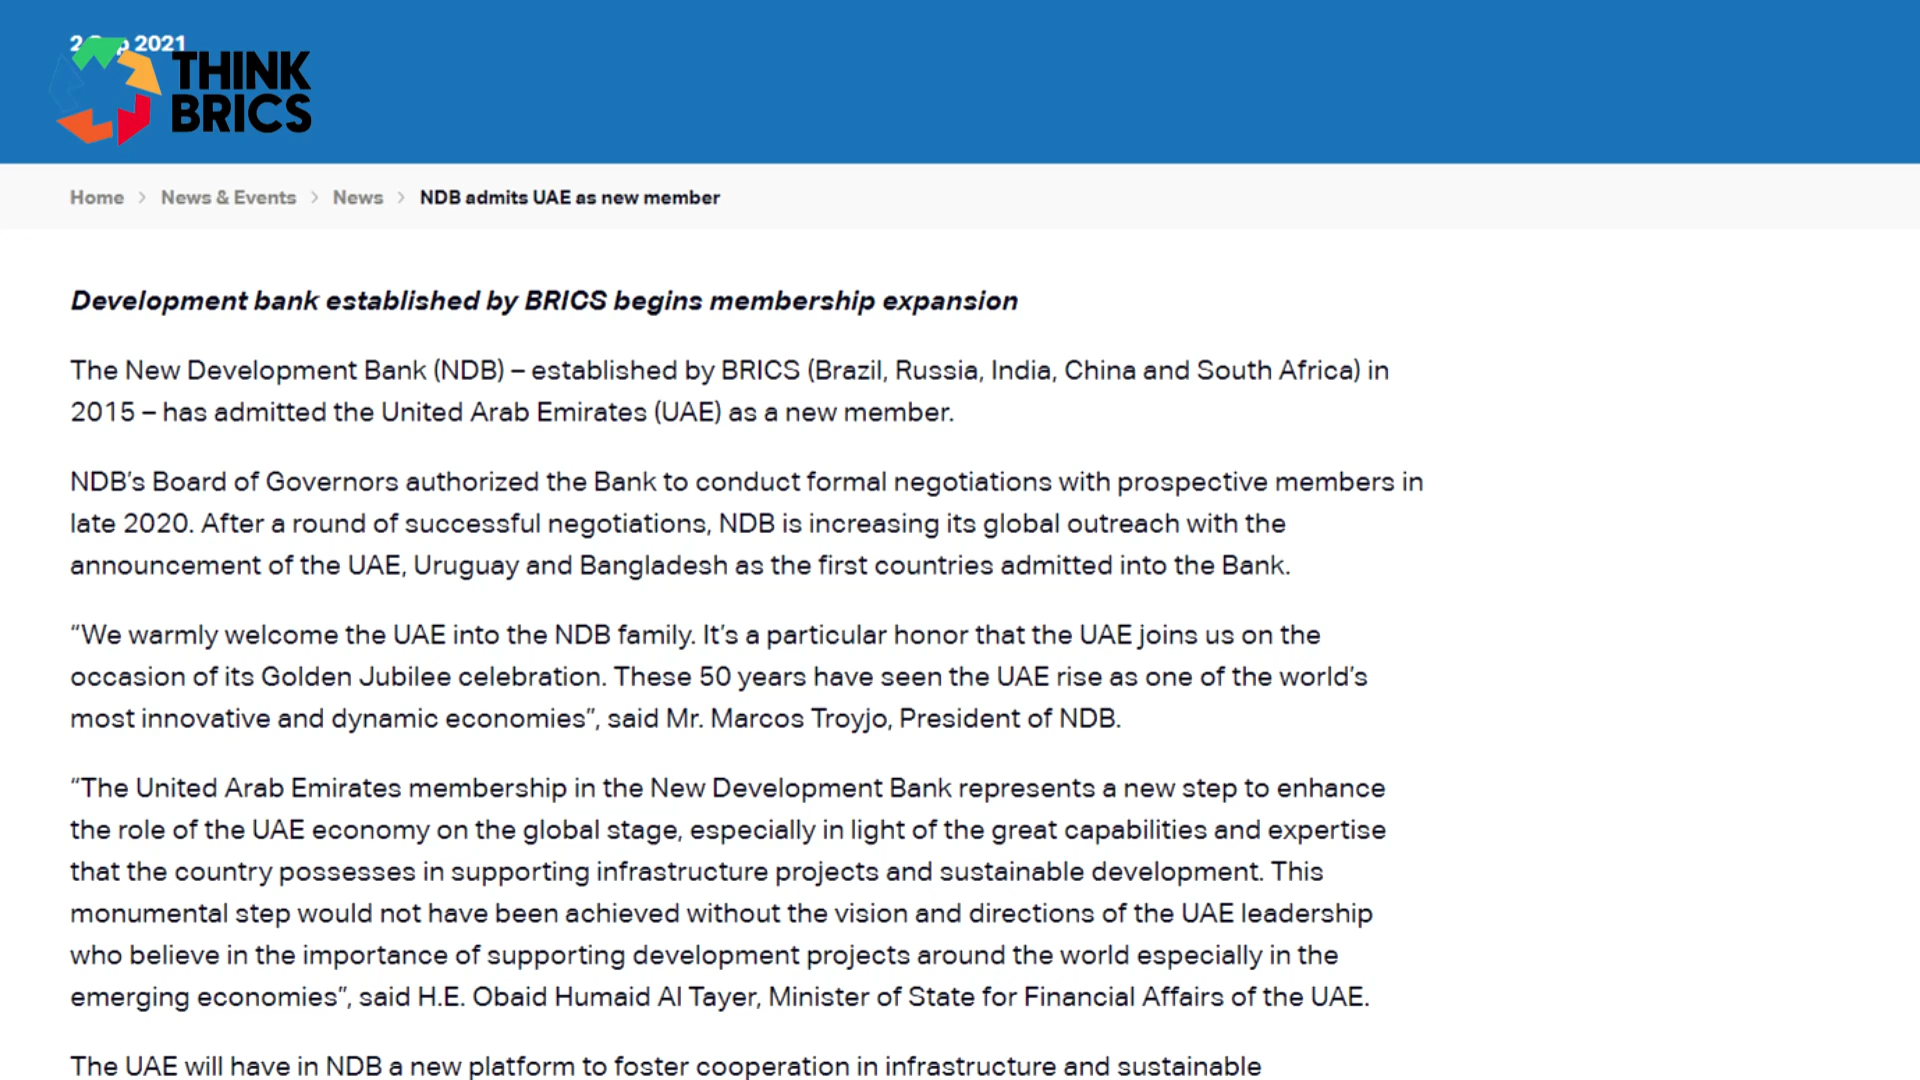 2 Sep 2021
THINK
BRICS
Home > News & Events > News > NDB admits UAE as new member
Development bank established by BRICS begins membership expansion
The New Development Bank (NDB) – established by BRICS (Brazil, Russia, India, China and South Africa) in
2015 – has admitted the United Arab Emirates (UAE) as a new member.
NDB’s Board of Governors authorized the Bank to conduct formal negotiations with prospective members in
late 2020. After a round of successful negotiations, NDB is increasing its global outreach with the
announcement of the UAE, Uruguay and Bangladesh as the first countries admitted into the Bank.
“We warmly welcome the UAE into the NDB family. It’s a particular honor that the UAE joins us on the
occasion of its Golden Jubilee celebration. These 50 years have seen the UAE rise as one of the world’s
most innovative and dynamic economies”, said Mr. Marcos Troyjo, President of NDB.
“The United Arab Emirates membership in the New Development Bank represents a new step to enhance
the role of the UAE economy on the global stage, especially in light of the great capabilities and expertise
that the country possesses in supporting infrastructure projects and sustainable development. This
monumental step would not have been achieved without the vision and directions of the UAE leadership
who believe in the importance of supporting development projects around the world especially in the
emerging economies”, said H.E. Obaid Humaid Al Tayer, Minister of State for Financial Affairs of the UAE.
The UAE will have in NDB a new platform to foster cooperation in infrastructure and sustainable